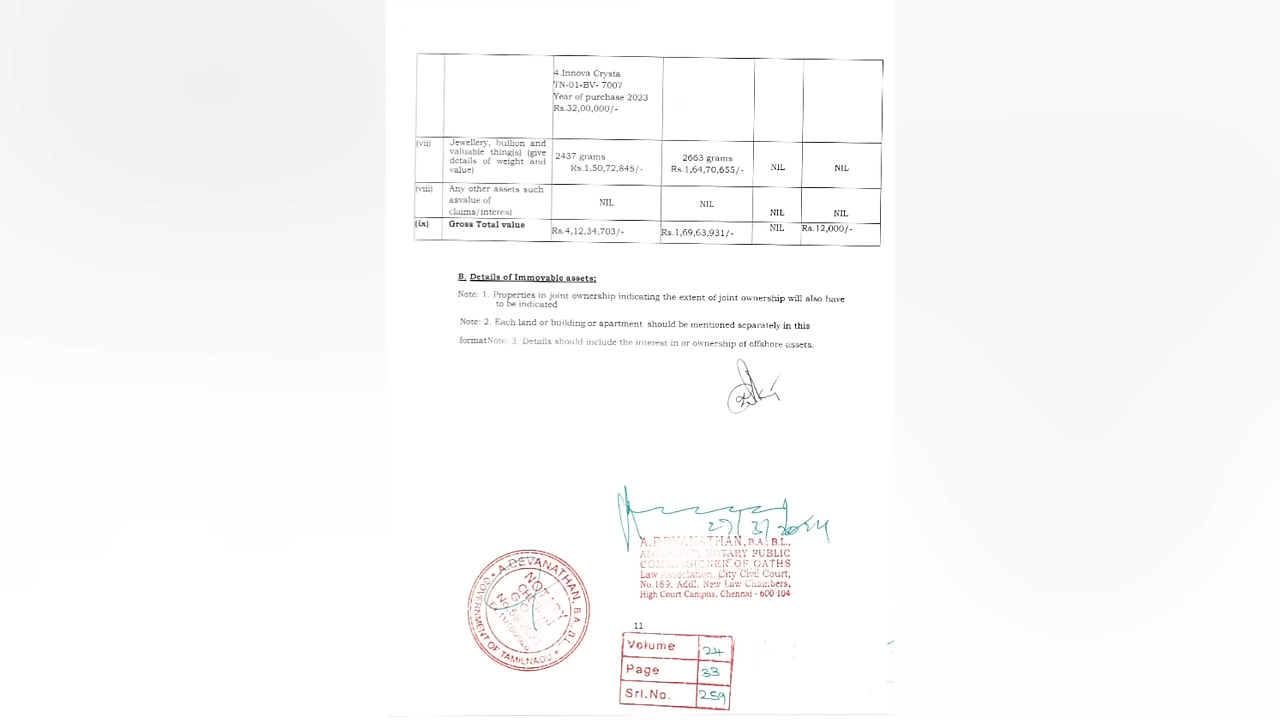 4.Innova Crysta
TN-01-BV- 7007
Year of purchase 2023
Rs.32,00,000/-
(vii) Jewellery, bullion and valuable thing(s) (give details of weight and value)
2437 grams
Rs.1,50,72,845/-
2663 grams
Rs.1,64,70,655/-
NIL
NIL
(viii) Any other assets such
asvalue of
claims/interest
NIL
NIL
NIL
NIL
(ix) Gross Total value
Rs.4,12,34,703/-
Rs.1,69,63,931/-
NIL
Rs.12,000/-
B. Details of Immovable assets;
Note: 1. Properties in joint ownership indicating the extent of joint ownership will also have
to be indicated
Note: 2. Each land or building or apartment should be mentioned separately in this
formatNote: 3. Details should include the interest in or ownership of offshore assets.
27/3/2024
A.DEVANATHAN, B.A., B.L.,
ADVOCATE, NOTARY PUBLIC
COMMISSIONER OF OATHS
Law Association, City Civil Court,
No.189, Addl. New Law Chambers,
High Court Campus, Chennai - 600 104
A.DEVANATHAN, B.A., B.L.
NOTARY
GOVERNMENT OF TAMILNADU
11
Volume 24
Page 33
Srl.No. 259